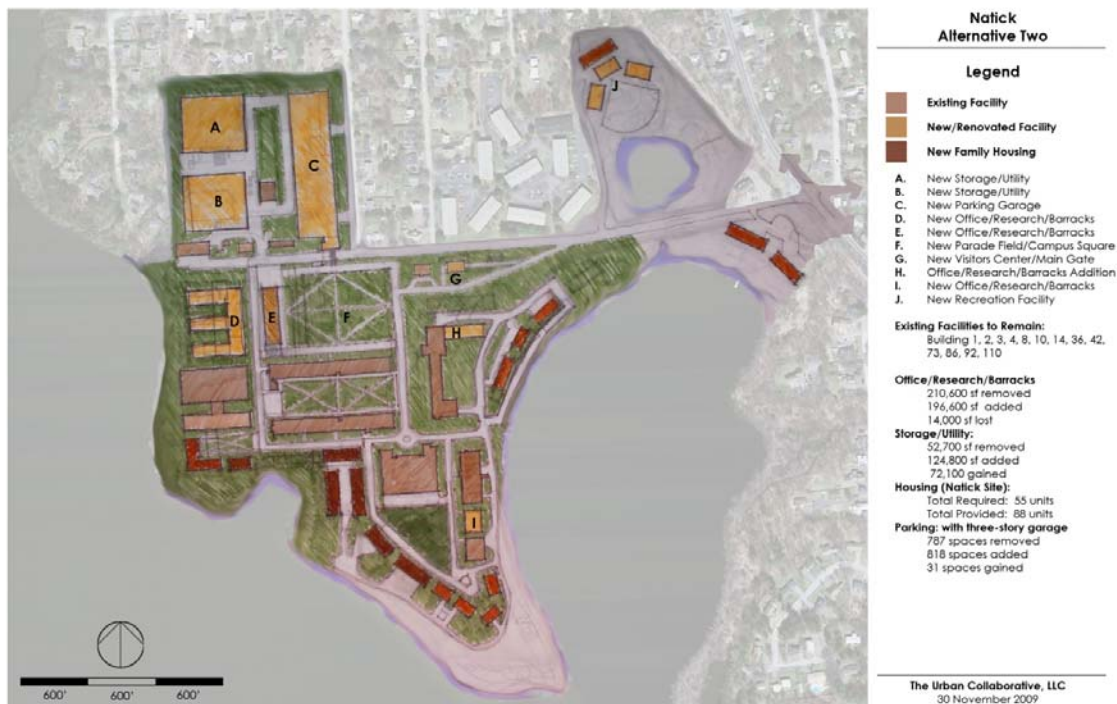 Natick
Alternative Two
Legend
Existing Facility
New/Renovated Facility
New Family Housing
A. New Storage/Utility
B. New Storage/Utility
C. New Parking Garage
D. New Office/Research/Barracks
E. New Office/Research/Barracks
F. New Parade Field/Campus Square
G. New Visitors Center/Main Gate
H. Office/Research/Barracks Addition
I. New Office/Research/Barracks
J. New Recreation Facility
Existing Facilities to Remain:
Building 1, 2, 3, 4, 8, 10, 14, 36, 42,
73, 86, 92, 110
Office/Research/Barracks
210,600 sf removed
196,600 sf added
14,000 sf lost
Storage/Utility:
52,700 sf removed
124,800 sf added
72,100 gained
Housing (Natick Site):
Total Required: 55 units
Total Provided: 88 units
Parking: with three-story garage
787 spaces removed
818 spaces added
31 spaces gained
The Urban Collaborative, LLC
30 November 2009
J
A
C
B
G
D
E
F
H
I
600' 600' 600'